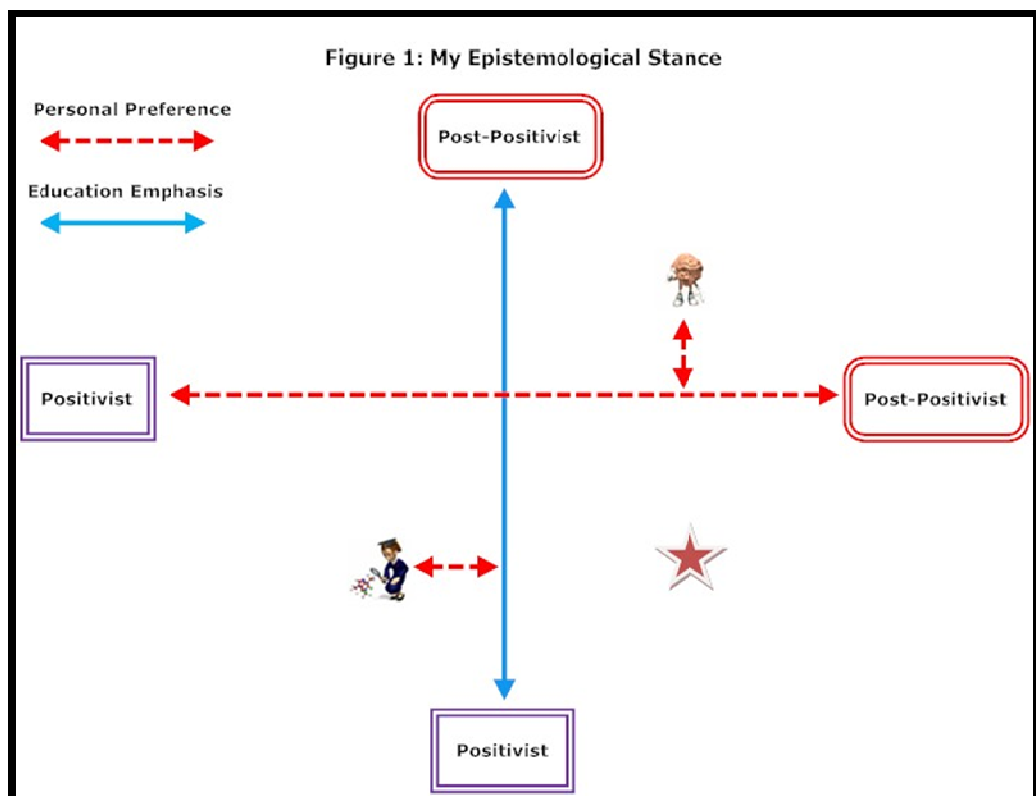 Figure 1: My Epistemological Stance
Personal Preference
Post-Positivist
Education Emphasis
Positivist
Post-Positivist
Positivist